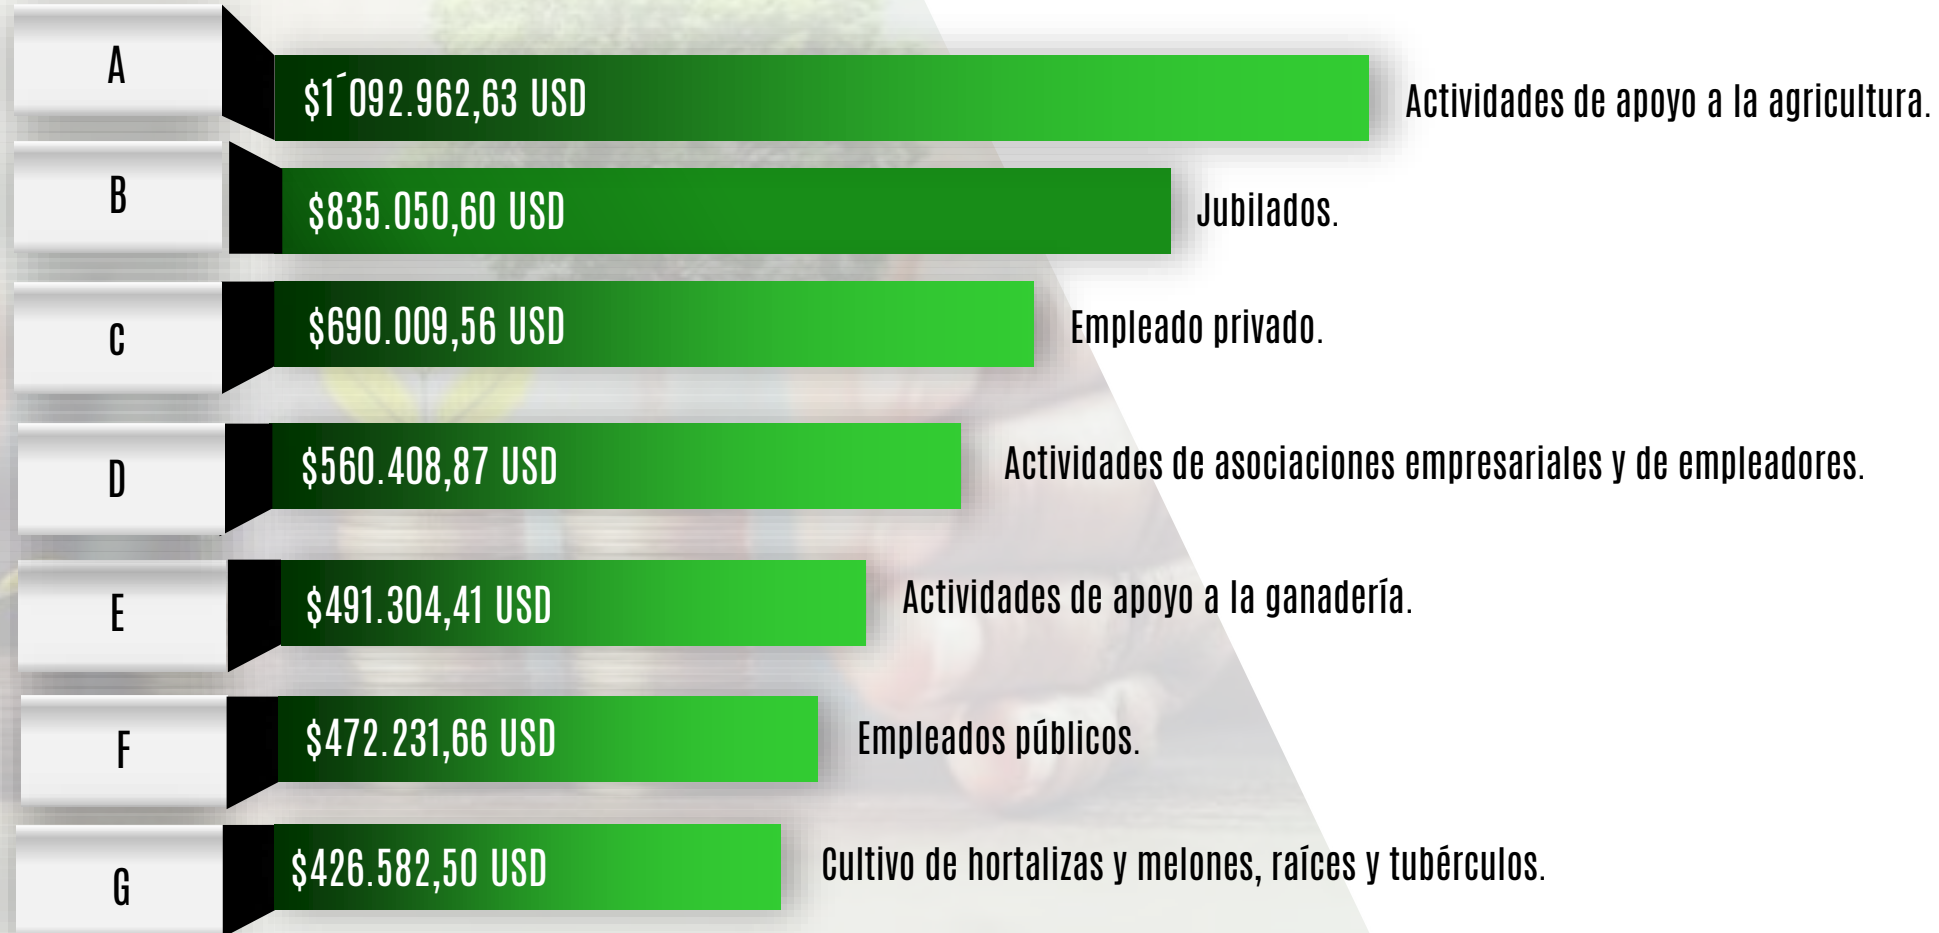 A
$1´092.962,63 USD
Actividades de apoyo a la agricultura.
B
$835.050,60 USD
Jubilados.
C
$690.009,56 USD
Empleado privado.
D
$560.408,87 USD
Actividades de asociaciones empresariales y de empleadores.
E
$491.304,41 USD
Actividades de apoyo a la ganadería.
F
$472.231,66 USD
Empleados públicos.
G
$426.582,50 USD
Cultivo de hortalizas y melones, raíces y tubérculos.